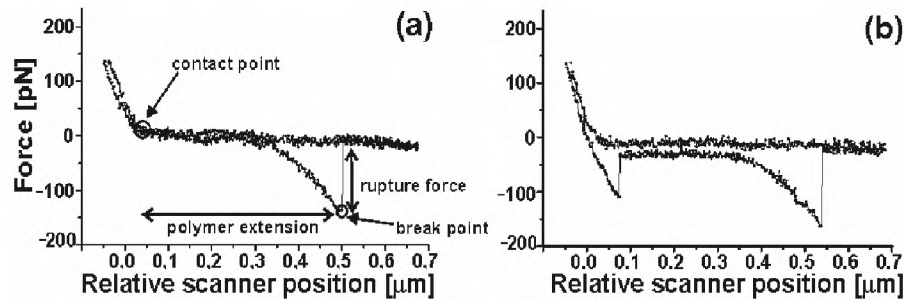 (a)
200
100
0
−100
−200
Force [pN]
contact point
rupture force
polymer extension
break point
0.0 0.1 0.2 0.3 0.4 0.5 0.6 0.7
Relative scanner position [μm]
(b)
200
100
0
−100
−200
0.0 0.1 0.2 0.3 0.4 0.5 0.6 0.7
Relative scanner position [μm]